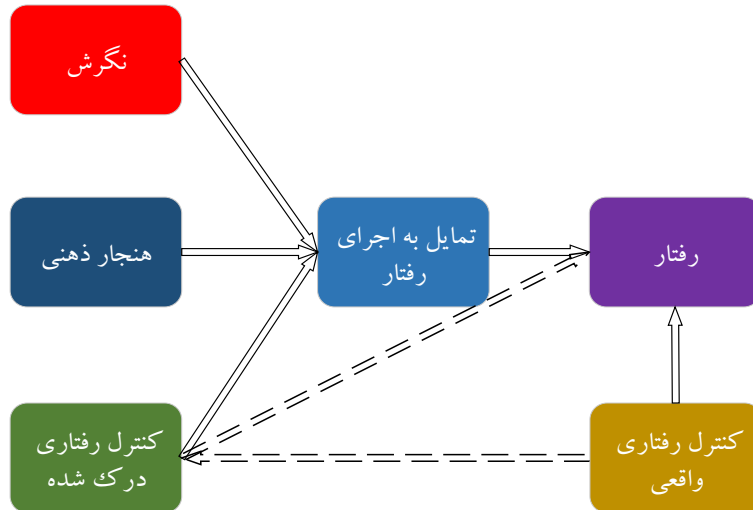 نگرش
هنجار ذهنی
تمایل به اجرای
رفتار
رفتار
کنترل رفتاری
درک شده
کنترل رفتاری
واقعی